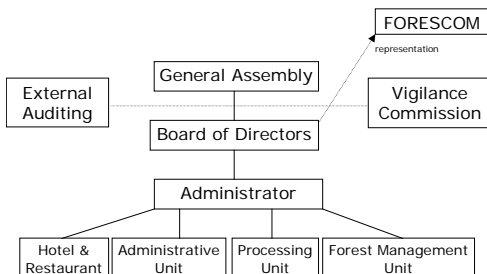 FORESCOM
representation
General Assembly
External
Auditing
Vigilance
Commission
Board of Directors
Administrator
Hotel &
Restaurant
Administrative
Unit
Processing
Unit
Forest Management
Unit